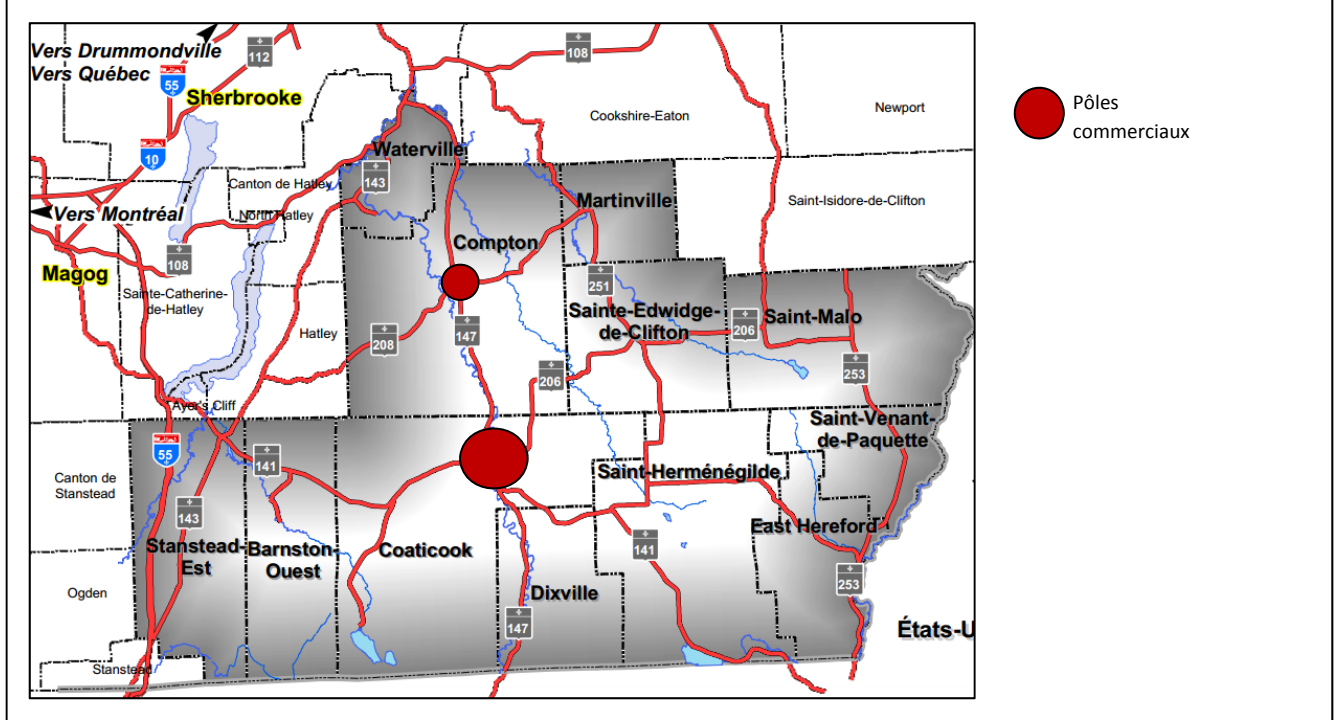 Vers Drummondville
Vers Québec
55
112
108
Sherbrooke
10
Cookshire-Eaton
Newport
Pôles
commerciaux
Waterville
143
Canton de Hatley
Martinville
Saint-Isidore-de-Clifton
Vers Montréal
North Hatley
Compton
108
Magog
251
Sainte-Catherine-
de-Hatley
Sainte-Edwidge-
de-Clifton
206
Saint-Malo
Hatley
208
147
206
253
Ayer's Cliff
Saint-Venant-
de-Paquette
55
141
Canton de
Stanstead
Saint-Herménégilde
143
East Hereford
Stanstead-
Est
Barnston-
Ouest
Coaticook
141
Ogden
Dixville
253
147
États-U
Stanstead